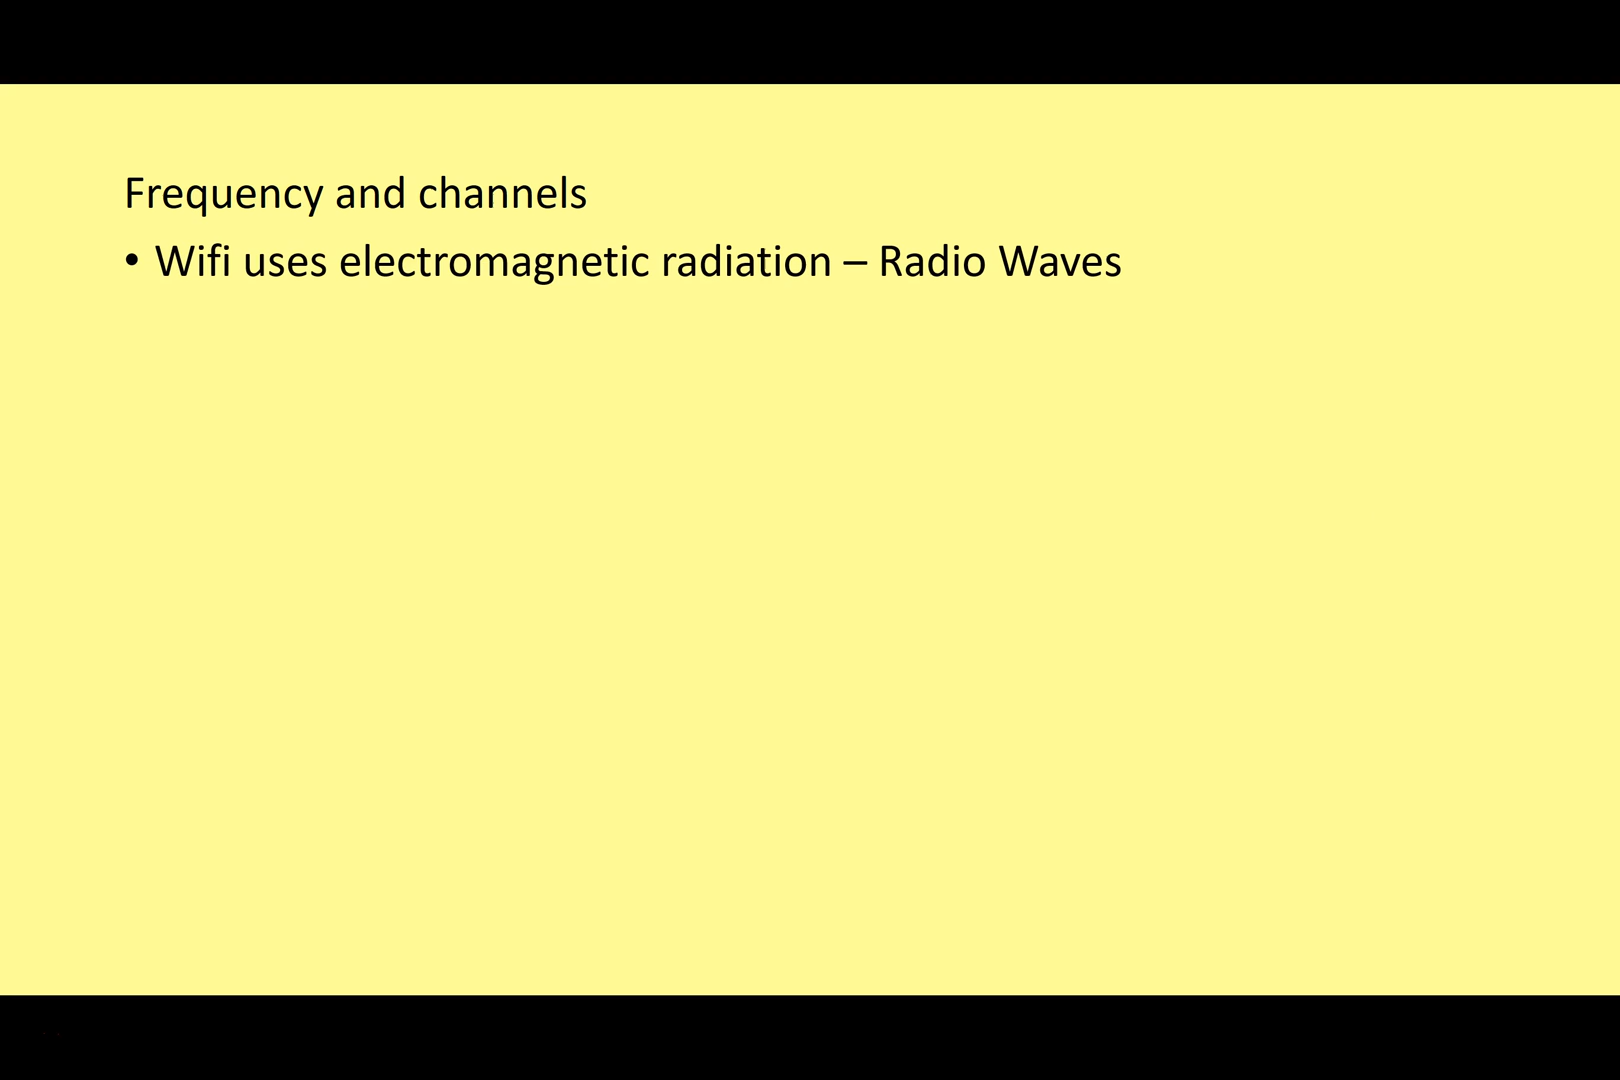 Frequency and channels
• Wifi uses electromagnetic radiation – Radio Waves